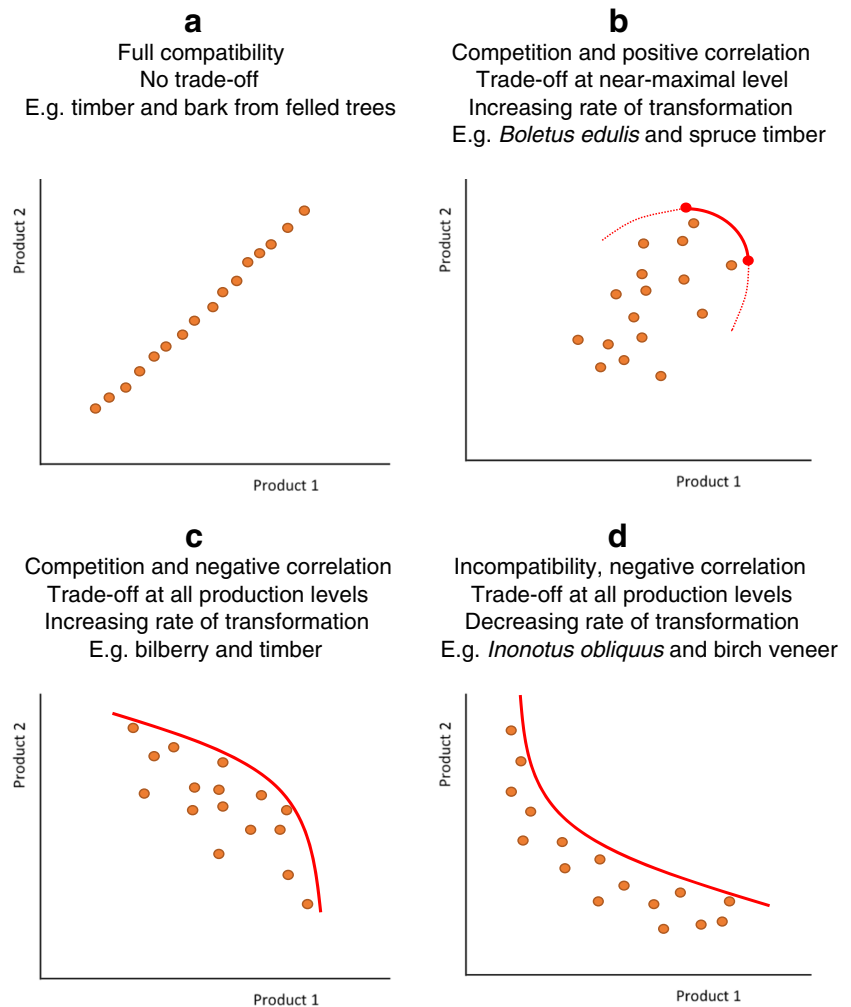 a
Full compatibility
No trade-off
E.g. timber and bark from felled trees
Product 2
Product 1
b
Competition and positive correlation
Trade-off at near-maximal level
Increasing rate of transformation
E.g. Boletus edulis and spruce timber
Product 2
Product 1
c
Competition and negative correlation
Trade-off at all production levels
Increasing rate of transformation
E.g. bilberry and timber
Product 2
Product 1
d
Incompatibility, negative correlation
Trade-off at all production levels
Decreasing rate of transformation
E.g. Inonotus obliquus and birch veneer
Product 2
Product 1